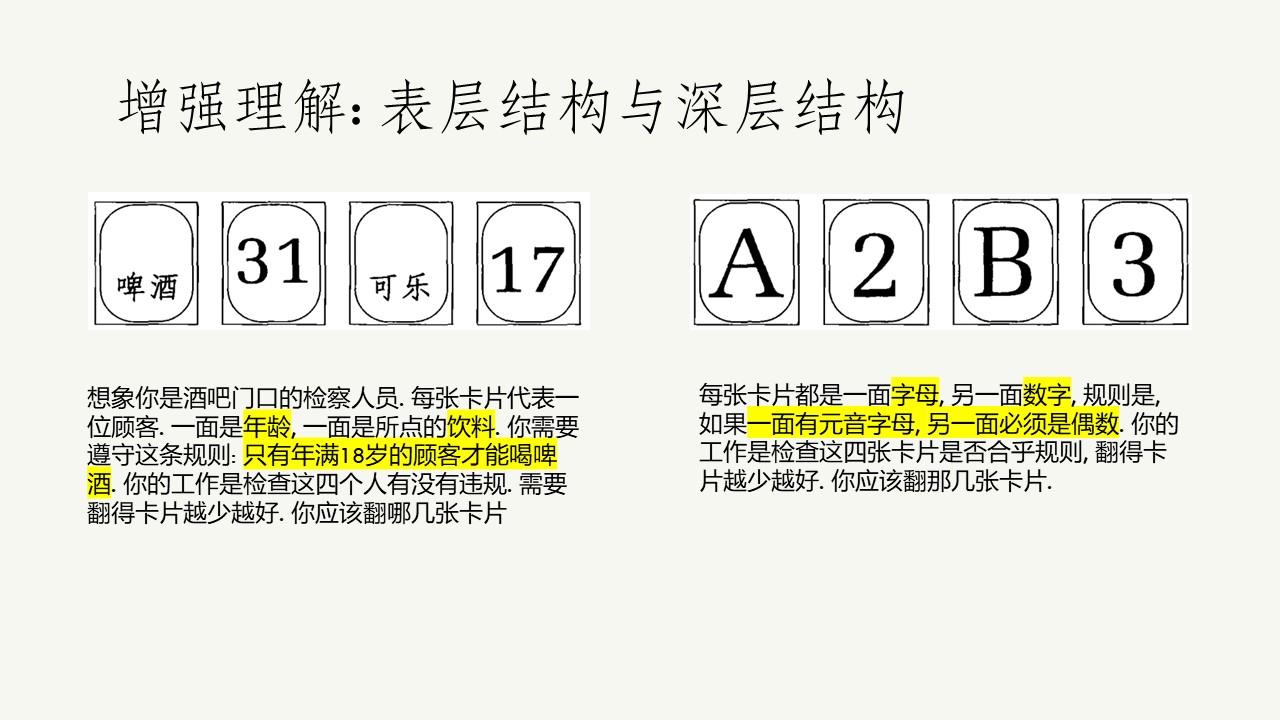 增强理解: 表层结构与深层结构
啤酒
31
可乐
17
A
2
B
3
想象你是酒吧门口的检察人员. 每张卡片代表一
位顾客. 一面是年龄, 一面是所点的饮料. 你需要
遵守这条规则: 只有年满18岁的顾客才能喝啤
酒. 你的工作是检查这四个人有没有违规. 需要
翻得卡片越少越好. 你应该翻哪几张卡片
每张卡片都是一面字母, 另一面数字, 规则是,
如果一面有元音字母, 另一面必须是偶数. 你的
工作是检查这四张卡片是否合乎规则, 翻得卡
片越少越好. 你应该翻那几张卡片.